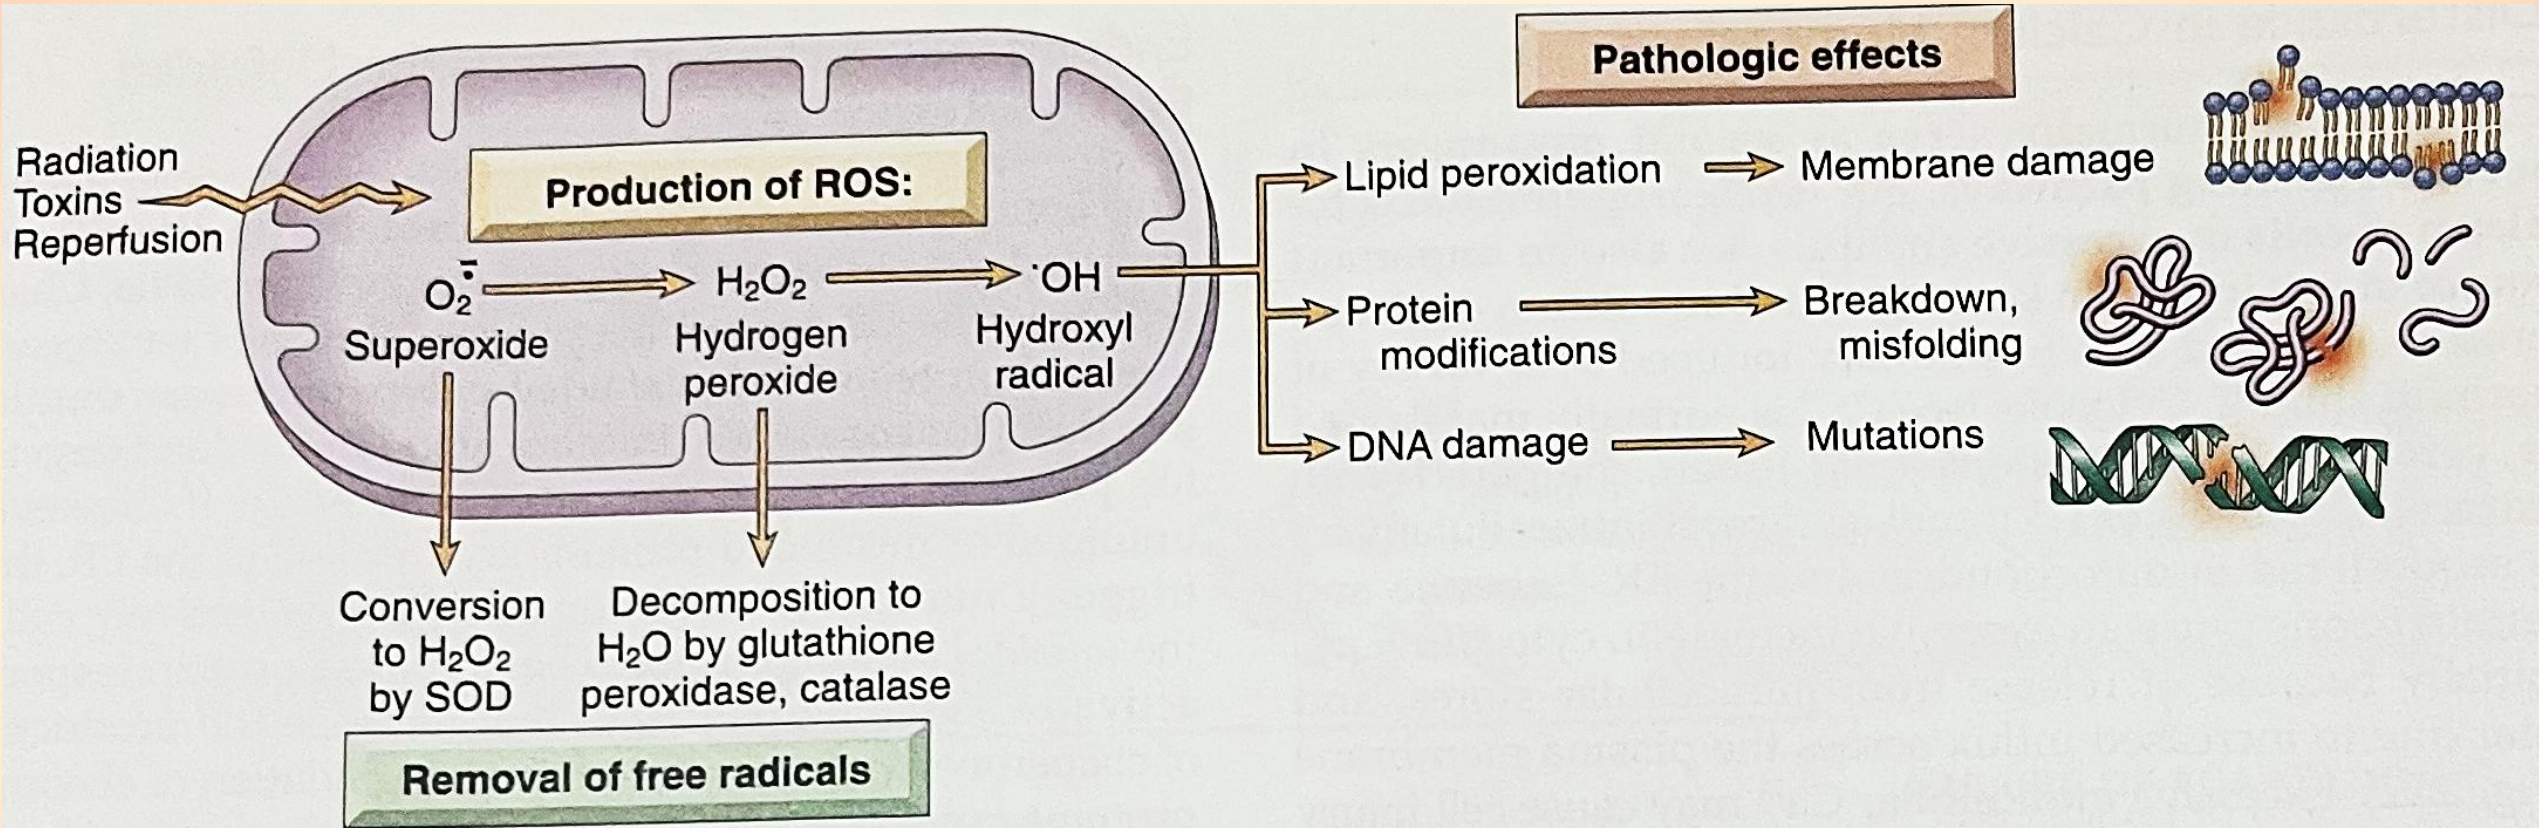 Pathologic effects
Radiation
Toxins
Reperfusion
Production of ROS:
O₂•̄
Superoxide
H₂O₂
Hydrogen
peroxide
˙OH
Hydroxyl
radical
Lipid peroxidation
Membrane damage
Protein
modifications
Breakdown,
misfolding
DNA damage
Mutations
Conversion
to H₂O₂
by SOD
Decomposition to
H₂O by glutathione
peroxidase, catalase
Removal of free radicals